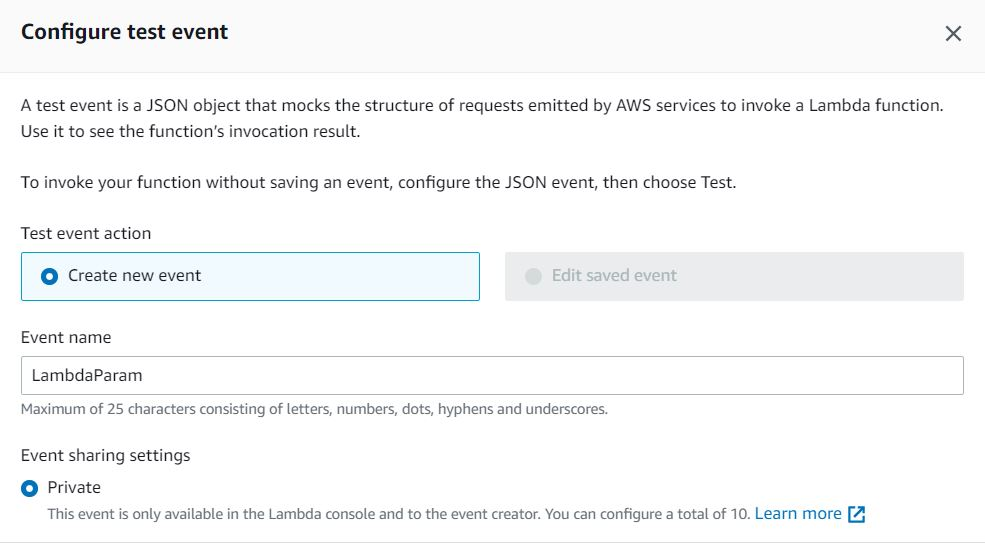 Configure test event
A test event is a JSON object that mocks the structure of requests emitted by AWS services to invoke a Lambda function.
Use it to see the function’s invocation result.
To invoke your function without saving an event, configure the JSON event, then choose Test.
Test event action
Create new event
Edit saved event
Event name
LambdaParam
Maximum of 25 characters consisting of letters, numbers, dots, hyphens and underscores.
Event sharing settings
Private
This event is only available in the Lambda console and to the event creator. You can configure a total of 10. Learn more